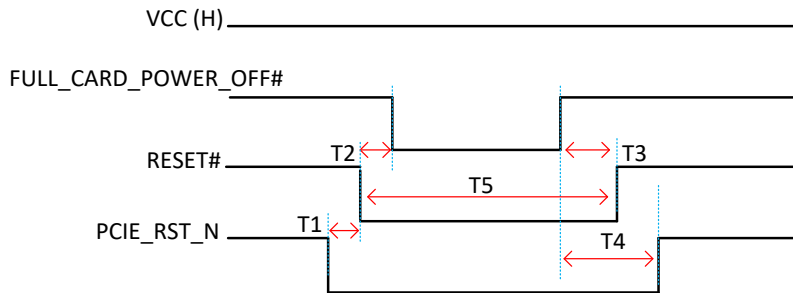 VCC (H)
FULL_CARD_POWER_OFF#
T2
T3
RESET#
T5
T1
PCIE_RST_N
T4